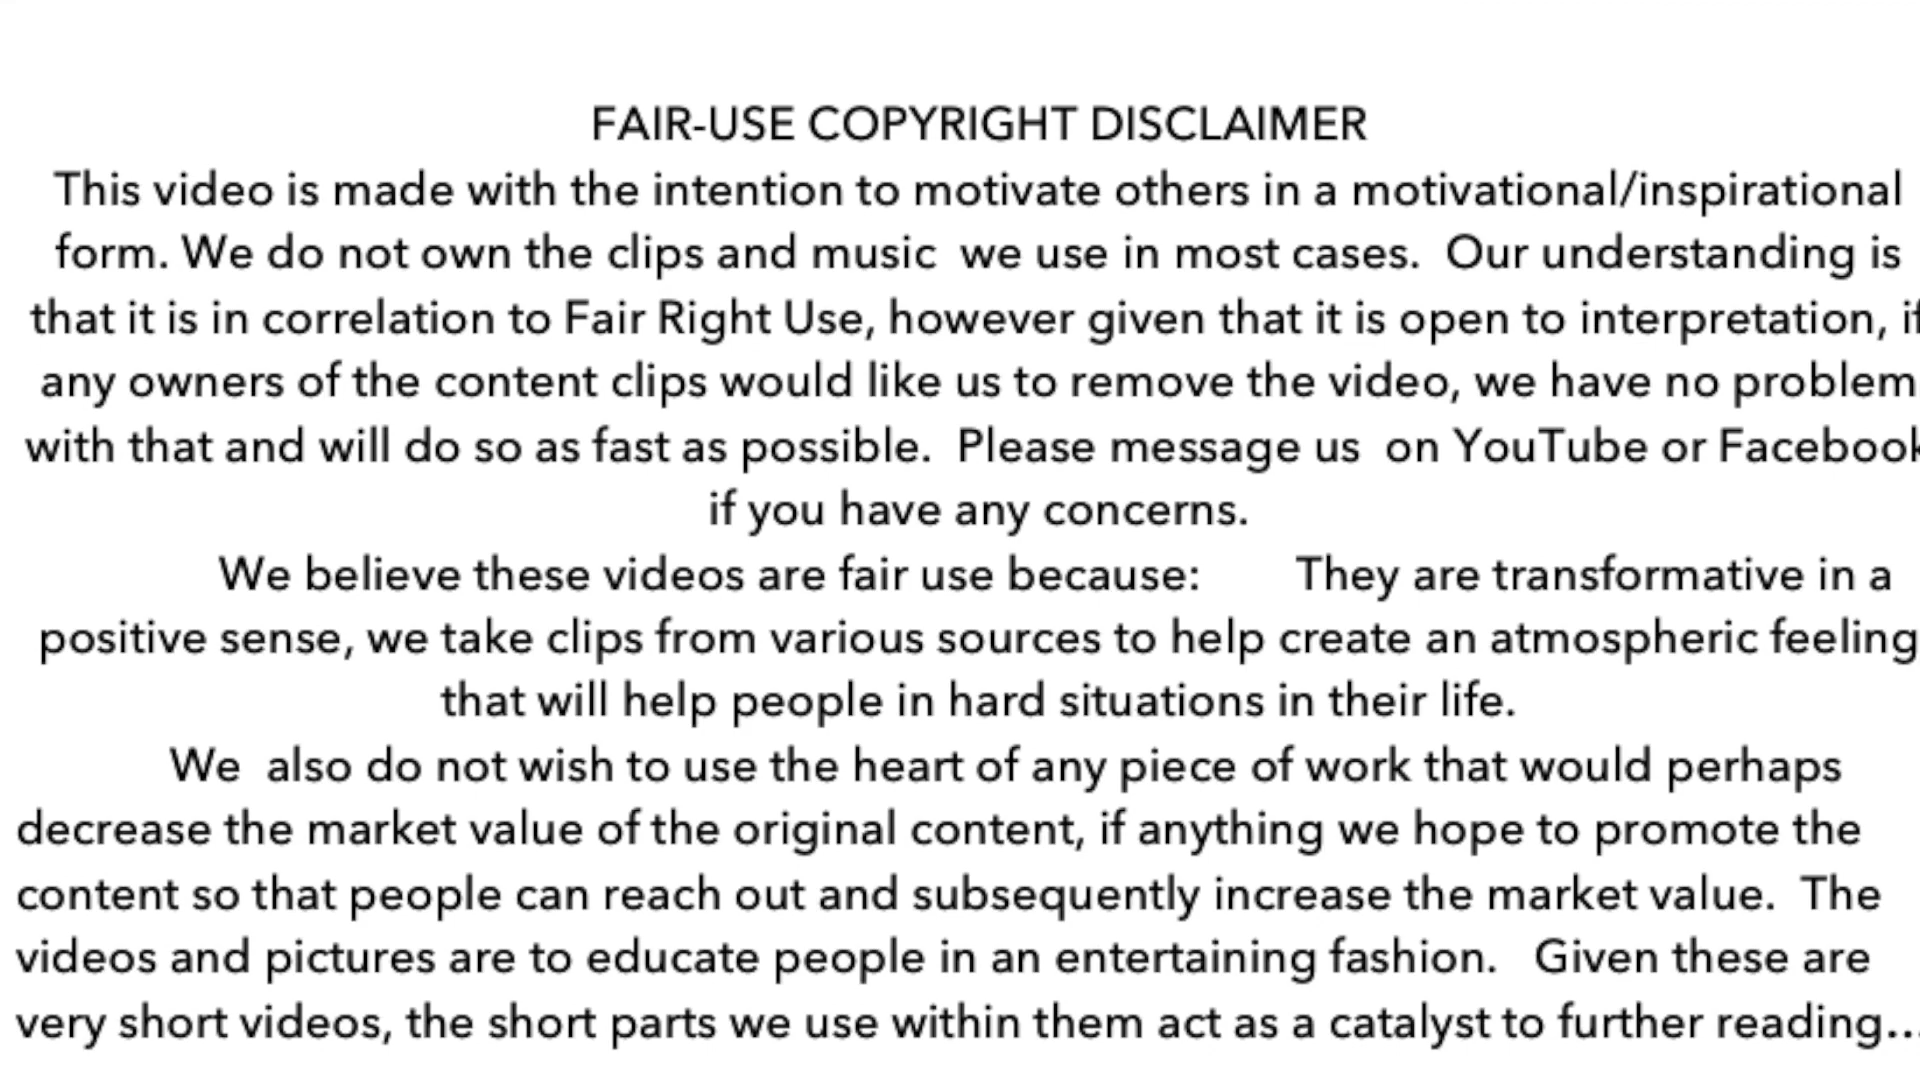 FAIR-USE COPYRIGHT DISCLAIMER
This video is made with the intention to motivate others in a motivational/inspirational
form. We do not own the clips and music  we use in most cases.  Our understanding is
that it is in correlation to Fair Right Use, however given that it is open to interpretation, if
any owners of the content clips would like us to remove the video, we have no problem
with that and will do so as fast as possible.  Please message us  on YouTube or Facebook
if you have any concerns.
We believe these videos are fair use because:        They are transformative in a
positive sense, we take clips from various sources to help create an atmospheric feeling
that will help people in hard situations in their life.
We  also do not wish to use the heart of any piece of work that would perhaps
decrease the market value of the original content, if anything we hope to promote the
content so that people can reach out and subsequently increase the market value.  The
videos and pictures are to educate people in an entertaining fashion.   Given these are
very short videos, the short parts we use within them act as a catalyst to further reading...